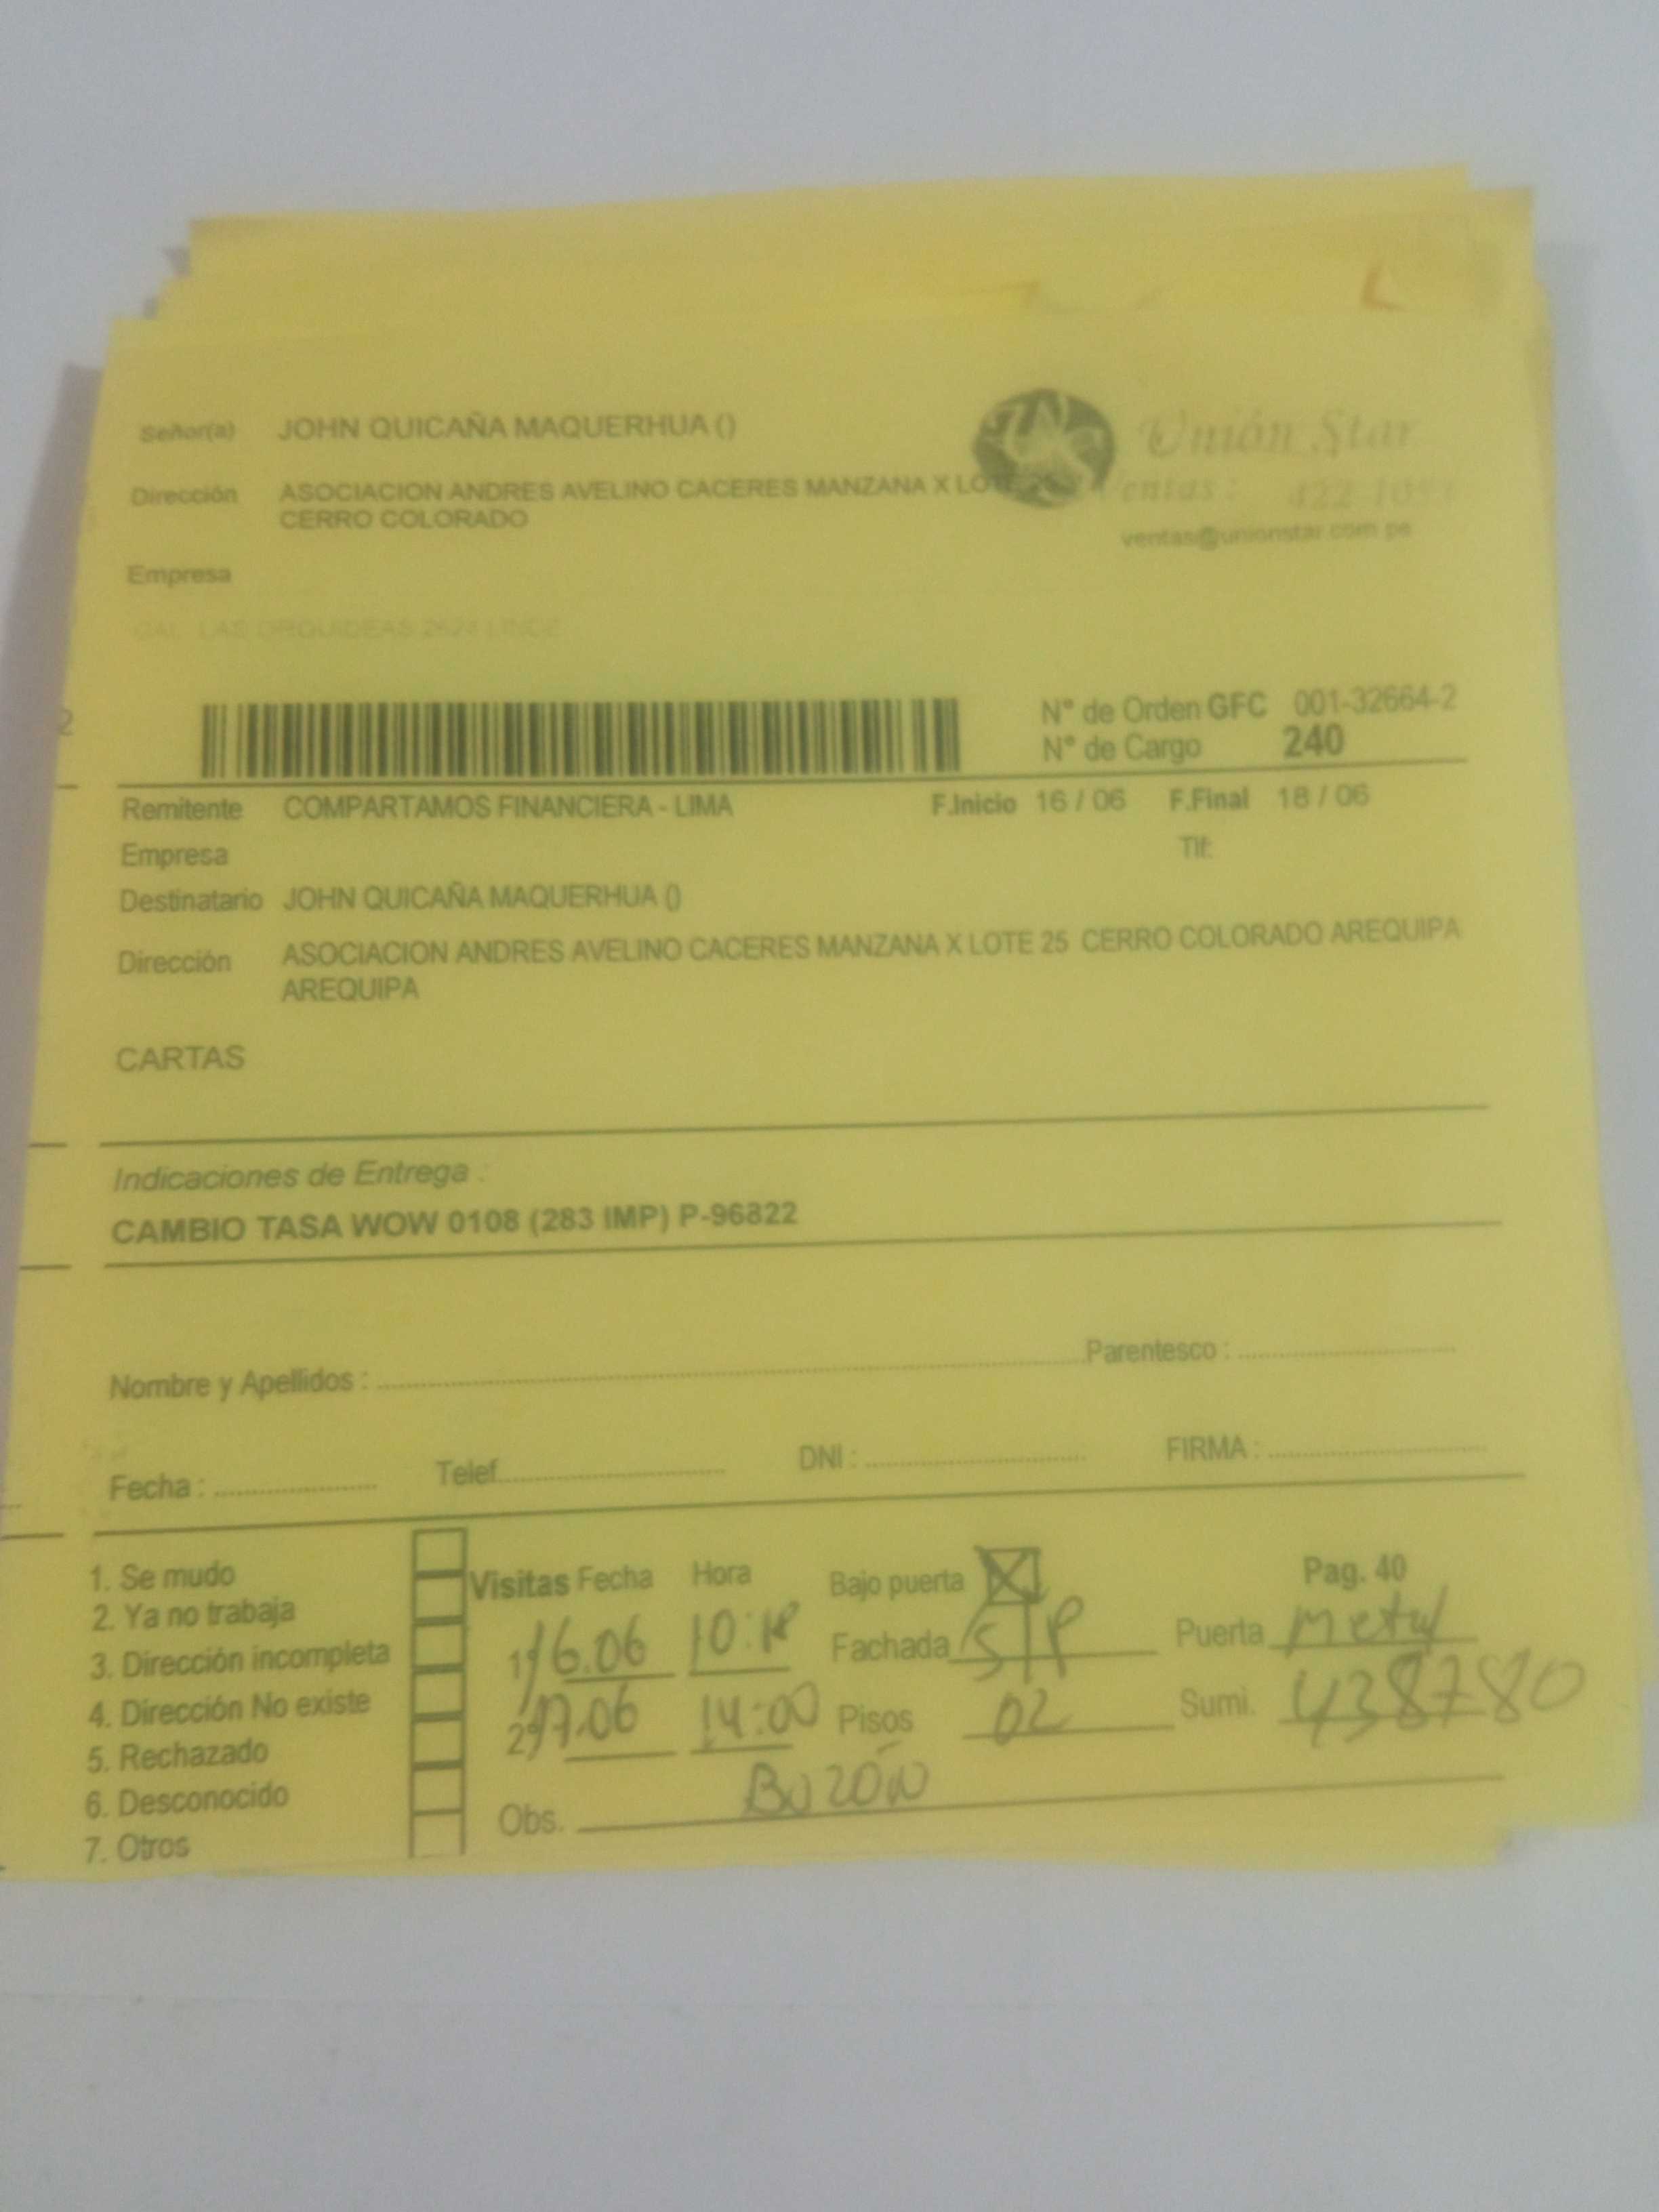 Señor(a) JOHN QUICAÑA MAQUERHUA ()
Unión Star
Dirección ASOCIACION ANDRES AVELINO CACERES MANZANA X LOTE
CERRO COLORADO
ventas@unionstar.com.pe
Empresa
CAL. LAS ORQUIDEAS LINCE
N° de Orden GFC 001-32664-2
N° de Cargo 240
Remitente COMPARTAMOS FINANCIERA - LIMA F.Inicio 16 / 06 F.Final 18 / 06
Empresa Tlf:
Destinatario JOHN QUICAÑA MAQUERHUA ()
Dirección ASOCIACION ANDRES AVELINO CACERES MANZANA X LOTE 25 CERRO COLORADO AREQUIPA
AREQUIPA
CARTAS
Indicaciones de Entrega :
CAMBIO TASA WOW 0108 (283 IMP) P-96822
Nombre y Apellidos : Parentesco :
Fecha : Telef. DNI : FIRMA :
1. Se mudo
2. Ya no trabaja
3. Dirección incompleta
4. Dirección No existe
5. Rechazado
6. Desconocido
7. Otros
Visitas Fecha Hora Bajo puerta Pag. 40
1° 16.06 10:18 Fachada S/P Puerta Metal
2° 17.06 14:00 Pisos 02 Sumi. 438780
Obs. Buzón